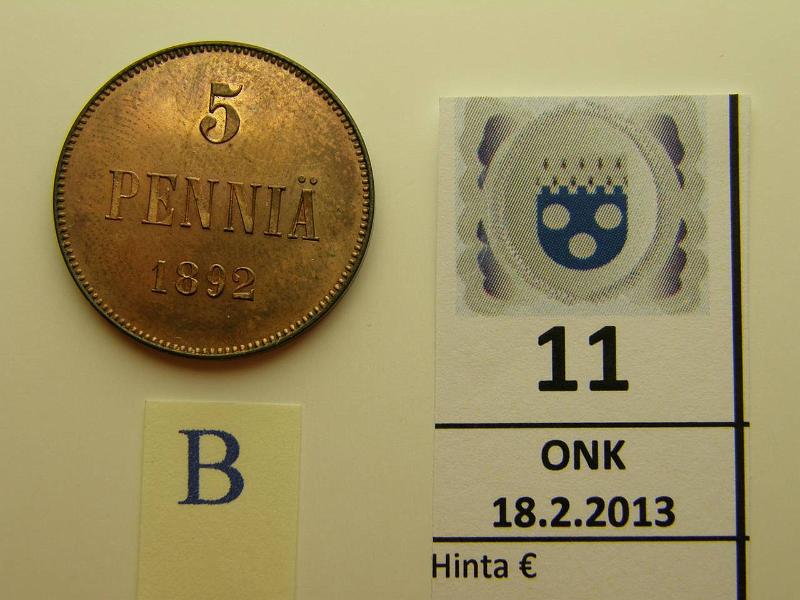 5
PENNIÄ
1892
B
11
ONK
18.2.2013
Hinta €